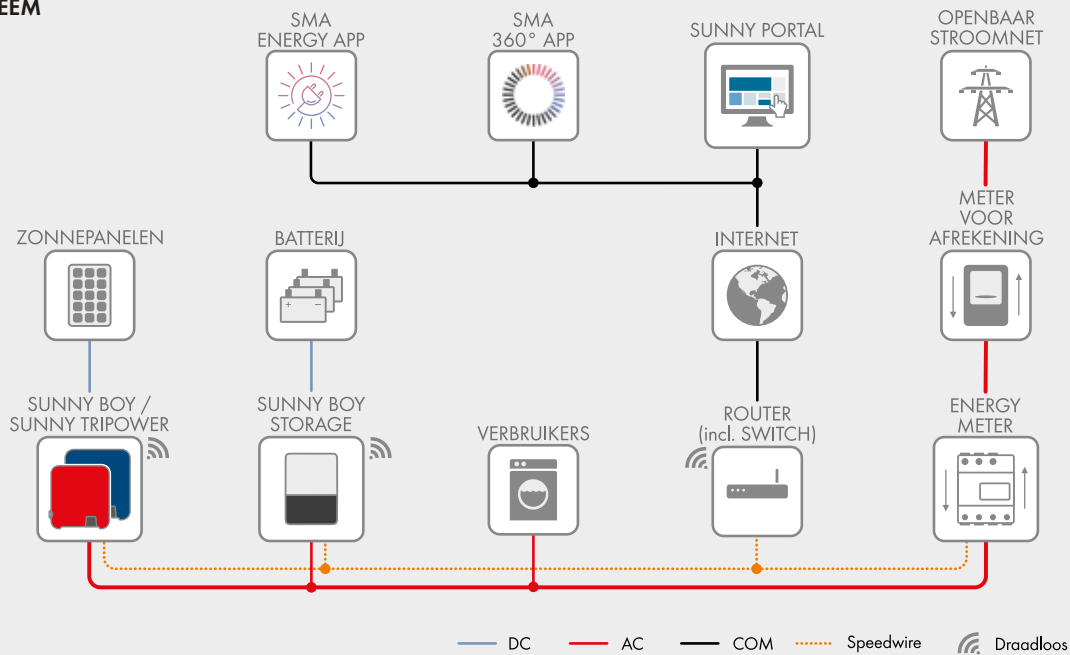 EEM
SMA
ENERGY APP
SMA
360° APP
SUNNY PORTAL
OPENBAAR
STROOMNET
ZONNEPANELEN
BATTERIJ
INTERNET
METER
VOOR
AFREKENING
SUNNY BOY /
SUNNY TRIPOWER
SUNNY BOY
STORAGE
VERBRUIKERS
ROUTER
(incl. SWITCH)
ENERGY
METER
DC
AC
COM
Speedwire
Draadloos